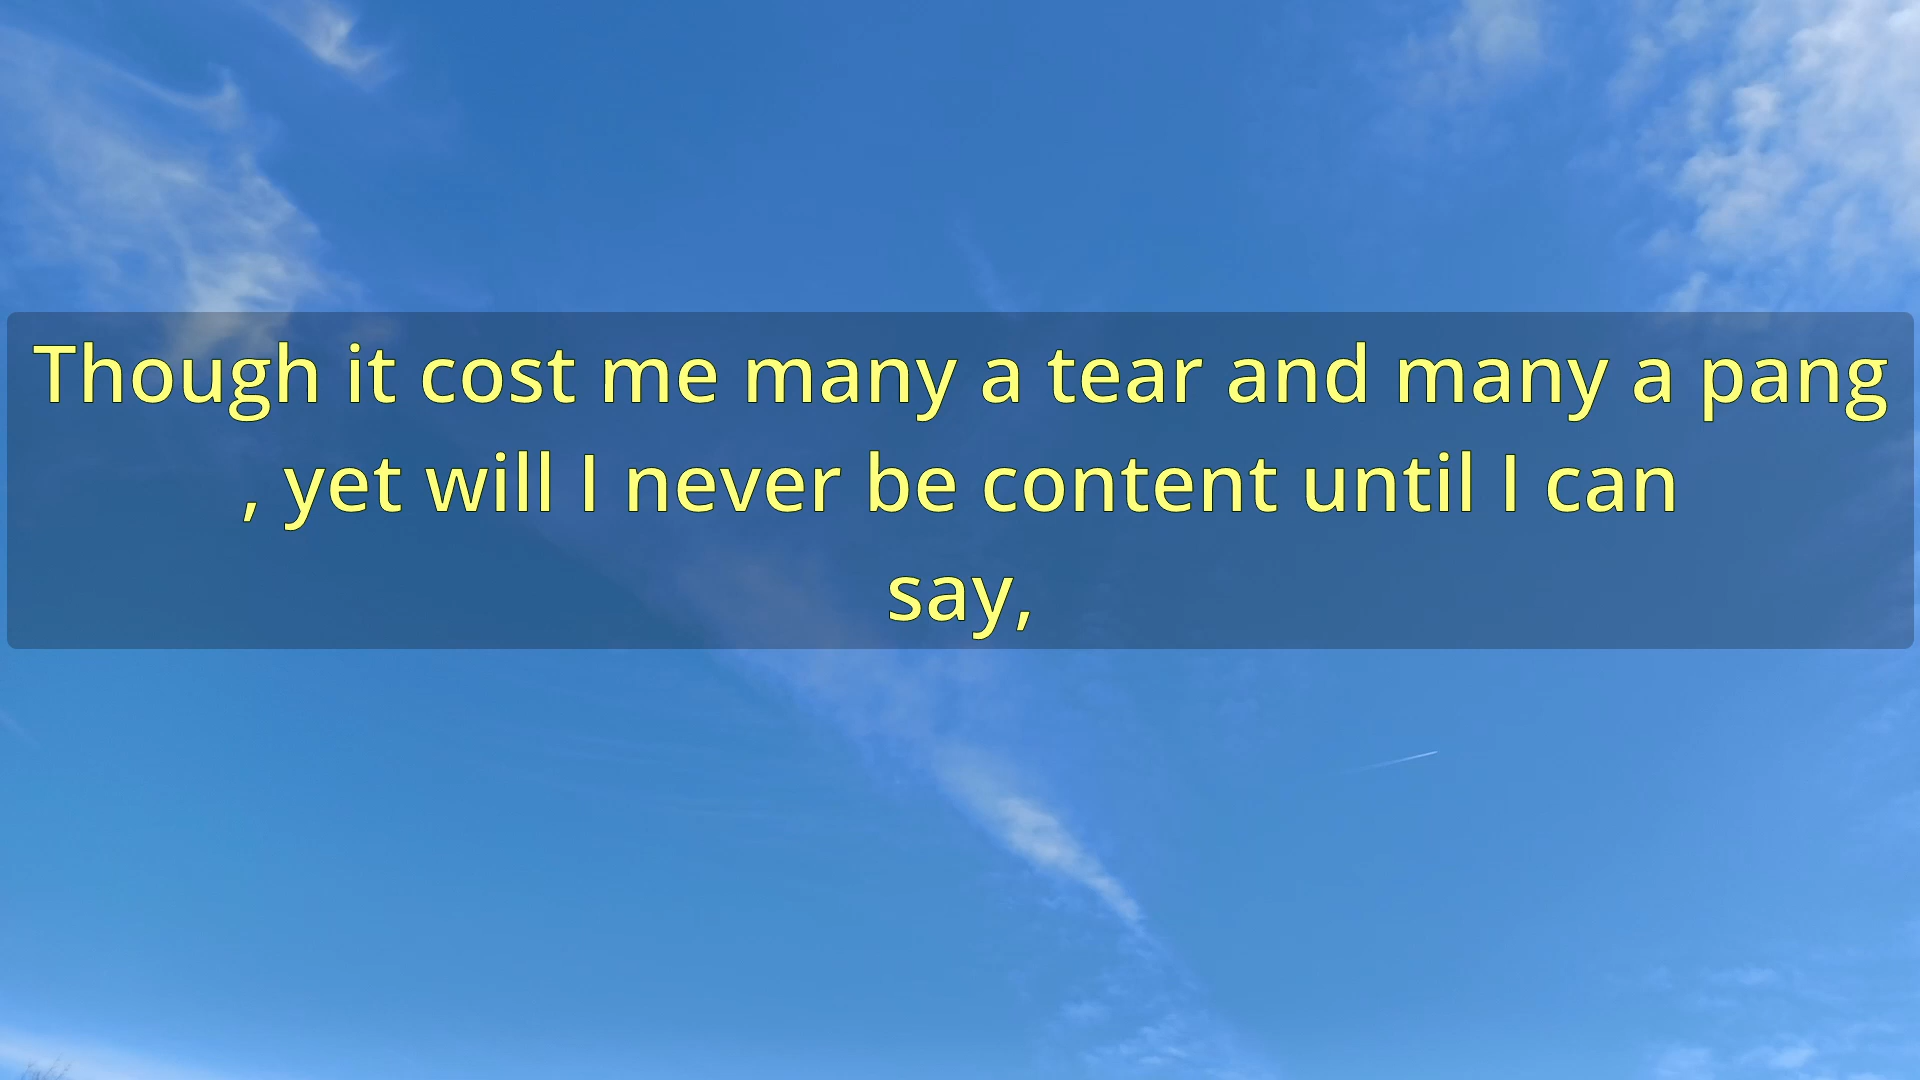 Though it cost me many a tear and many a pang
, yet will I never be content until I can
say,